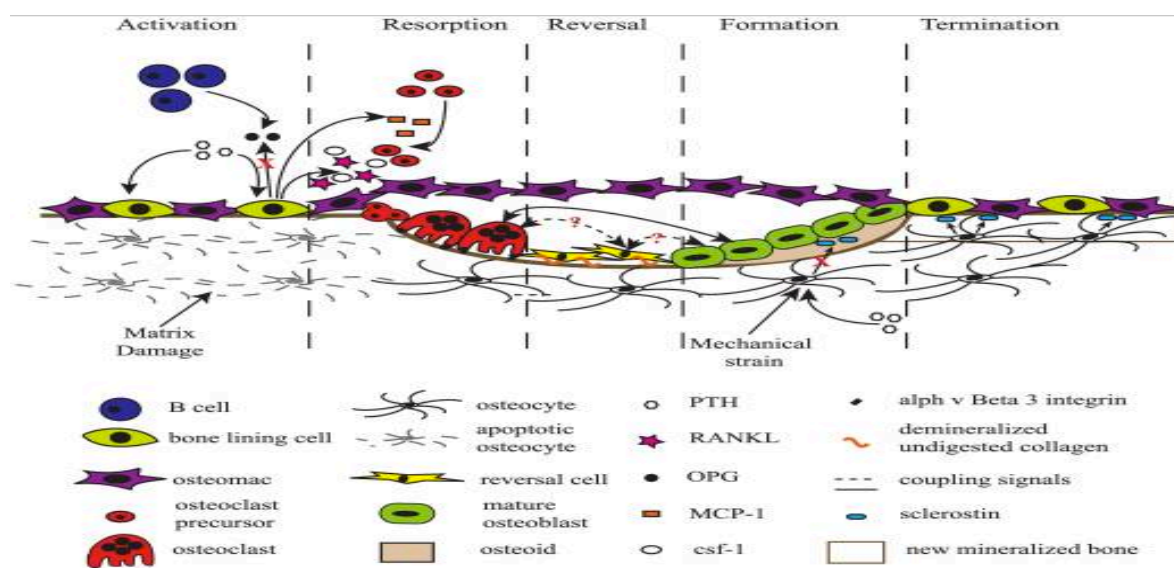 Activation Resorption Reversal Formation Termination
?
?
Matrix
Damage
Mechanical
strain
B cell
bone lining cell
osteomac
osteoclast
precursor
osteoclast
osteocyte
apoptotic
osteocyte
reversal cell
mature
osteoblast
osteoid
PTH
RANKL
OPG
MCP-1
csf-1
alph v Beta 3 integrin
demineralized
undigested collagen
coupling signals
sclerostin
new mineralized bone